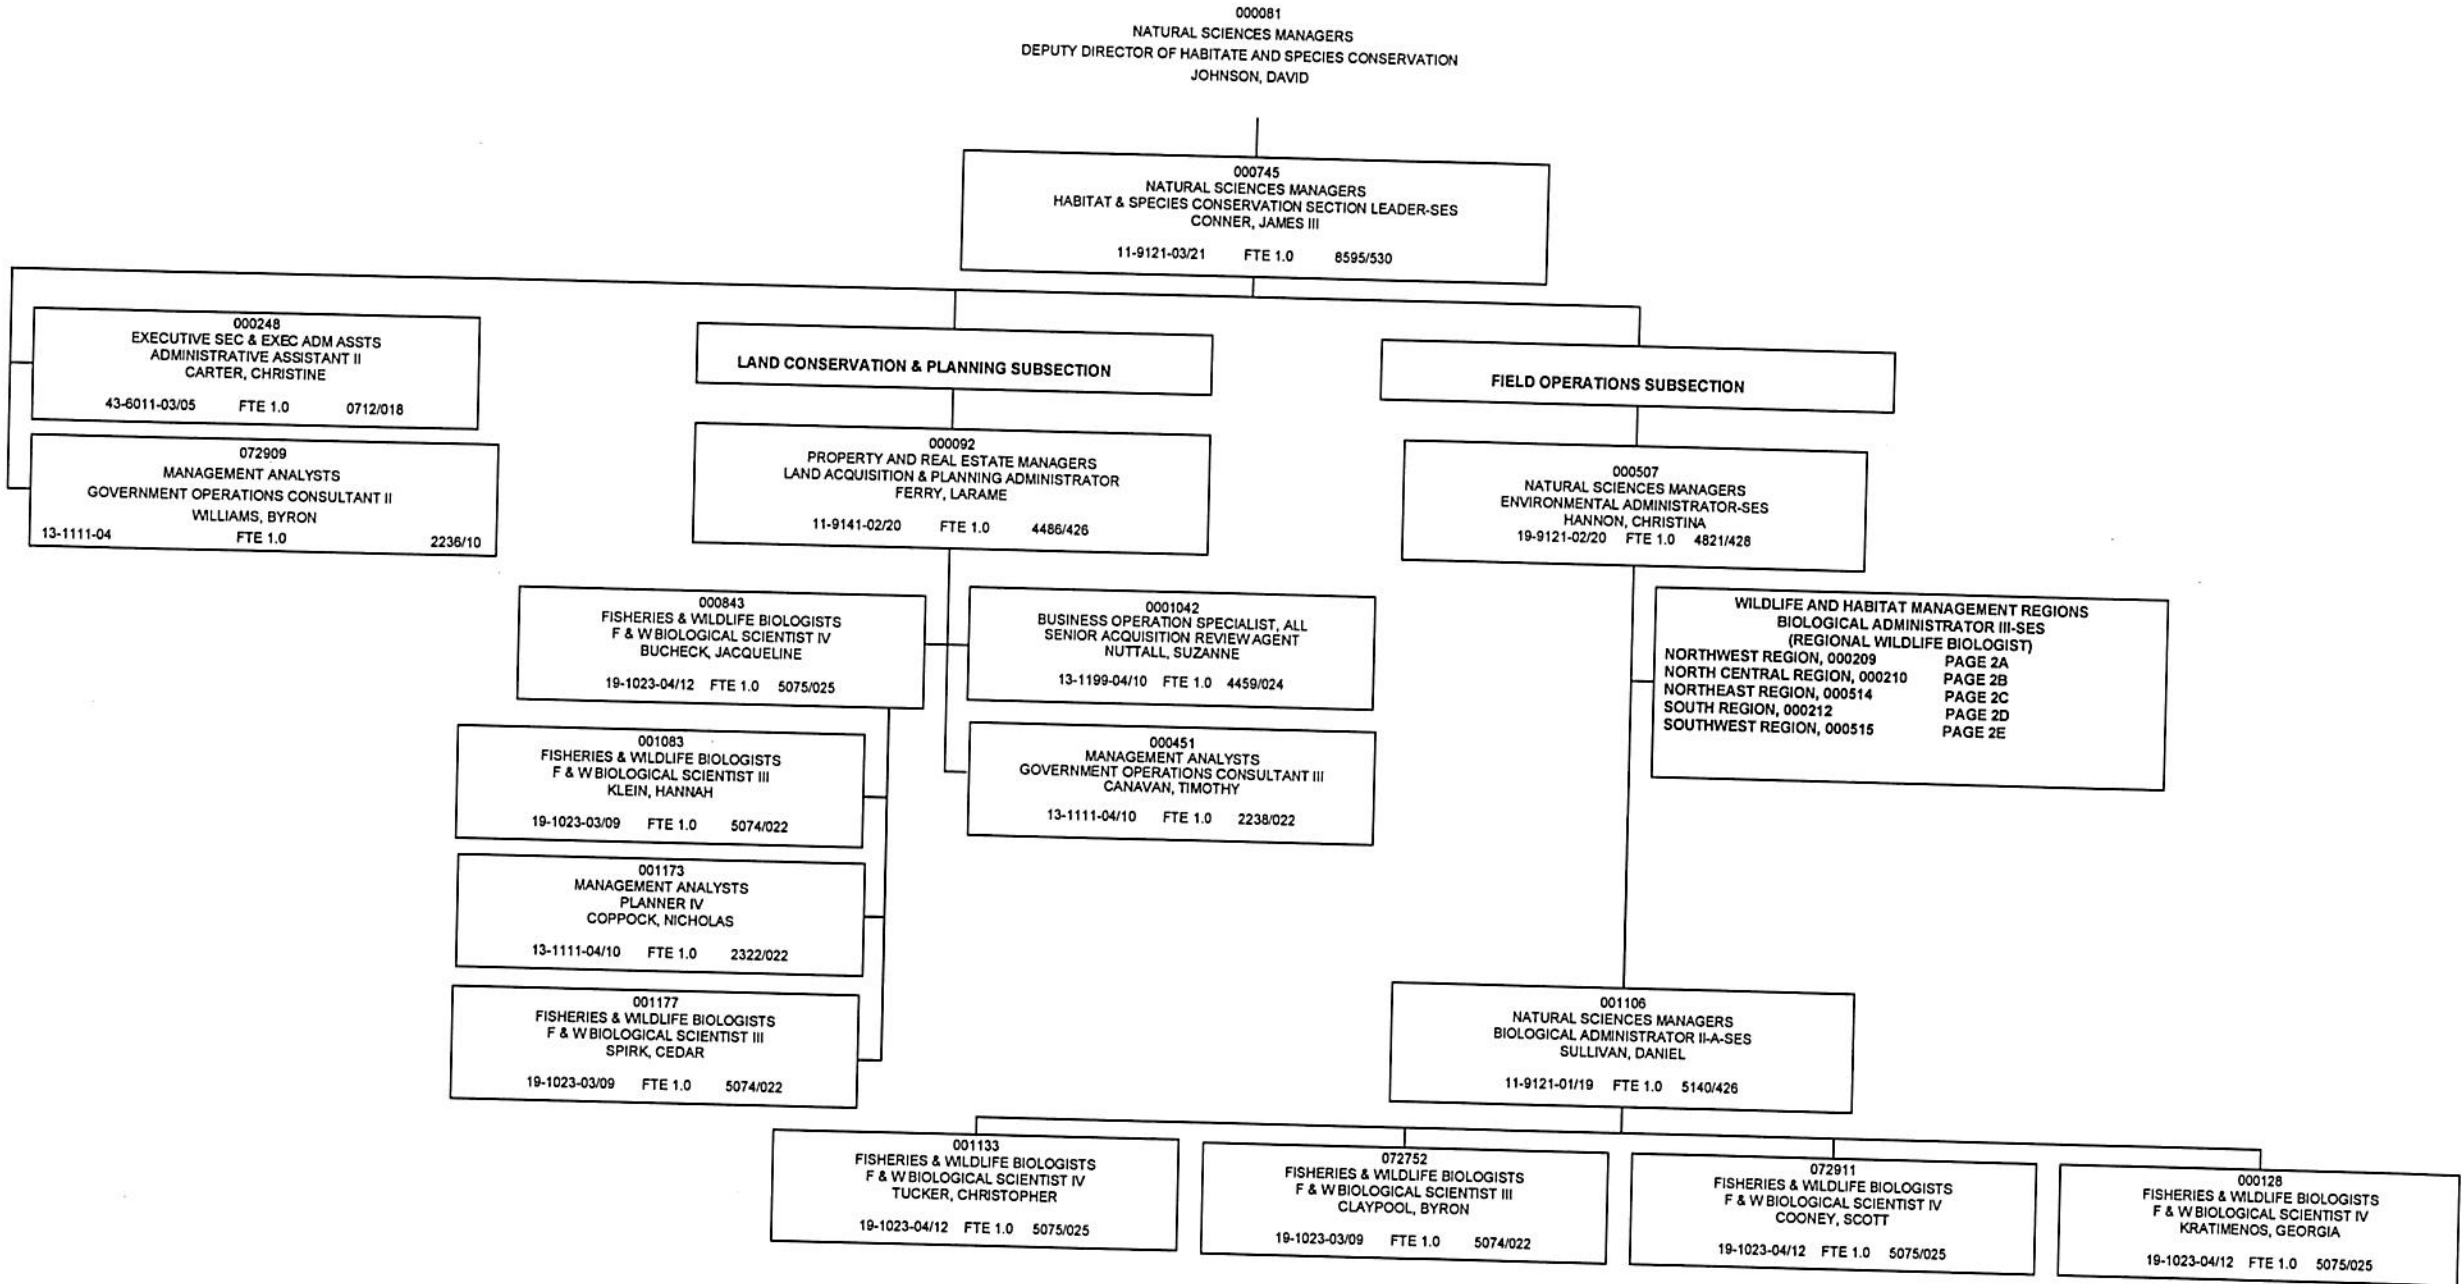 000081
NATURAL SCIENCES MANAGERS
DEPUTY DIRECTOR OF HABITATE AND SPECIES CONSERVATION
JOHNSON, DAVID
000745
NATURAL SCIENCES MANAGERS
HABITAT & SPECIES CONSERVATION SECTION LEADER-SES
CONNER, JAMES III
11-9121-03/21 FTE 1.0 8595/530
000248
EXECUTIVE SEC & EXEC ADM ASSTS
ADMINISTRATIVE ASSISTANT II
CARTER, CHRISTINE
43-6011-03/05 FTE 1.0 0712/018
072909
MANAGEMENT ANALYSTS
GOVERNMENT OPERATIONS CONSULTANT II
WILLIAMS, BYRON
13-1111-04 FTE 1.0 2236/10
LAND CONSERVATION & PLANNING SUBSECTION
000092
PROPERTY AND REAL ESTATE MANAGERS
LAND ACQUISITION & PLANNING ADMINISTRATOR
FERRY, LARAME
11-9141-02/20 FTE 1.0 4486/426
000843
FISHERIES & WILDLIFE BIOLOGISTS
F & W BIOLOGICAL SCIENTIST IV
BUCHECK, JACQUELINE
19-1023-04/12 FTE 1.0 5075/025
0001042
BUSINESS OPERATION SPECIALIST, ALL
SENIOR ACQUISITION REVIEW AGENT
NUTTALL, SUZANNE
13-1199-04/10 FTE 1.0 4459/024
001083
FISHERIES & WILDLIFE BIOLOGISTS
F & W BIOLOGICAL SCIENTIST III
KLEIN, HANNAH
19-1023-03/09 FTE 1.0 5074/022
000451
MANAGEMENT ANALYSTS
GOVERNMENT OPERATIONS CONSULTANT III
CANAVAN, TIMOTHY
13-1111-04/10 FTE 1.0 2238/022
001173
MANAGEMENT ANALYSTS
PLANNER IV
COPPOCK, NICHOLAS
13-1111-04/10 FTE 1.0 2322/022
001177
FISHERIES & WILDLIFE BIOLOGISTS
F & W BIOLOGICAL SCIENTIST III
SPIRK, CEDAR
19-1023-03/09 FTE 1.0 5074/022
FIELD OPERATIONS SUBSECTION
000507
NATURAL SCIENCES MANAGERS
ENVIRONMENTAL ADMINISTRATOR-SES
HANNON, CHRISTINA
19-9121-02/20 FTE 1.0 4821/428
WILDLIFE AND HABITAT MANAGEMENT REGIONS
BIOLOGICAL ADMINISTRATOR III-SES
(REGIONAL WILDLIFE BIOLOGIST)
NORTHWEST REGION, 000209 PAGE 2A
NORTH CENTRAL REGION, 000210 PAGE 2B
NORTHEAST REGION, 000514 PAGE 2C
SOUTH REGION, 000212 PAGE 2D
SOUTHWEST REGION, 000515 PAGE 2E
001106
NATURAL SCIENCES MANAGERS
BIOLOGICAL ADMINISTRATOR II-A-SES
SULLIVAN, DANIEL
11-9121-01/19 FTE 1.0 5140/426
001133
FISHERIES & WILDLIFE BIOLOGISTS
F & W BIOLOGICAL SCIENTIST IV
TUCKER, CHRISTOPHER
19-1023-04/12 FTE 1.0 5075/025
072752
FISHERIES & WILDLIFE BIOLOGISTS
F & W BIOLOGICAL SCIENTIST III
CLAYPOOL, BYRON
19-1023-03/09 FTE 1.0 5074/022
072911
FISHERIES & WILDLIFE BIOLOGISTS
F & W BIOLOGICAL SCIENTIST IV
COONEY, SCOTT
19-1023-04/12 FTE 1.0 5075/025
000128
FISHERIES & WILDLIFE BIOLOGISTS
F & W BIOLOGICAL SCIENTIST IV
KRATIMENOS, GEORGIA
19-1023-04/12 FTE 1.0 5075/025